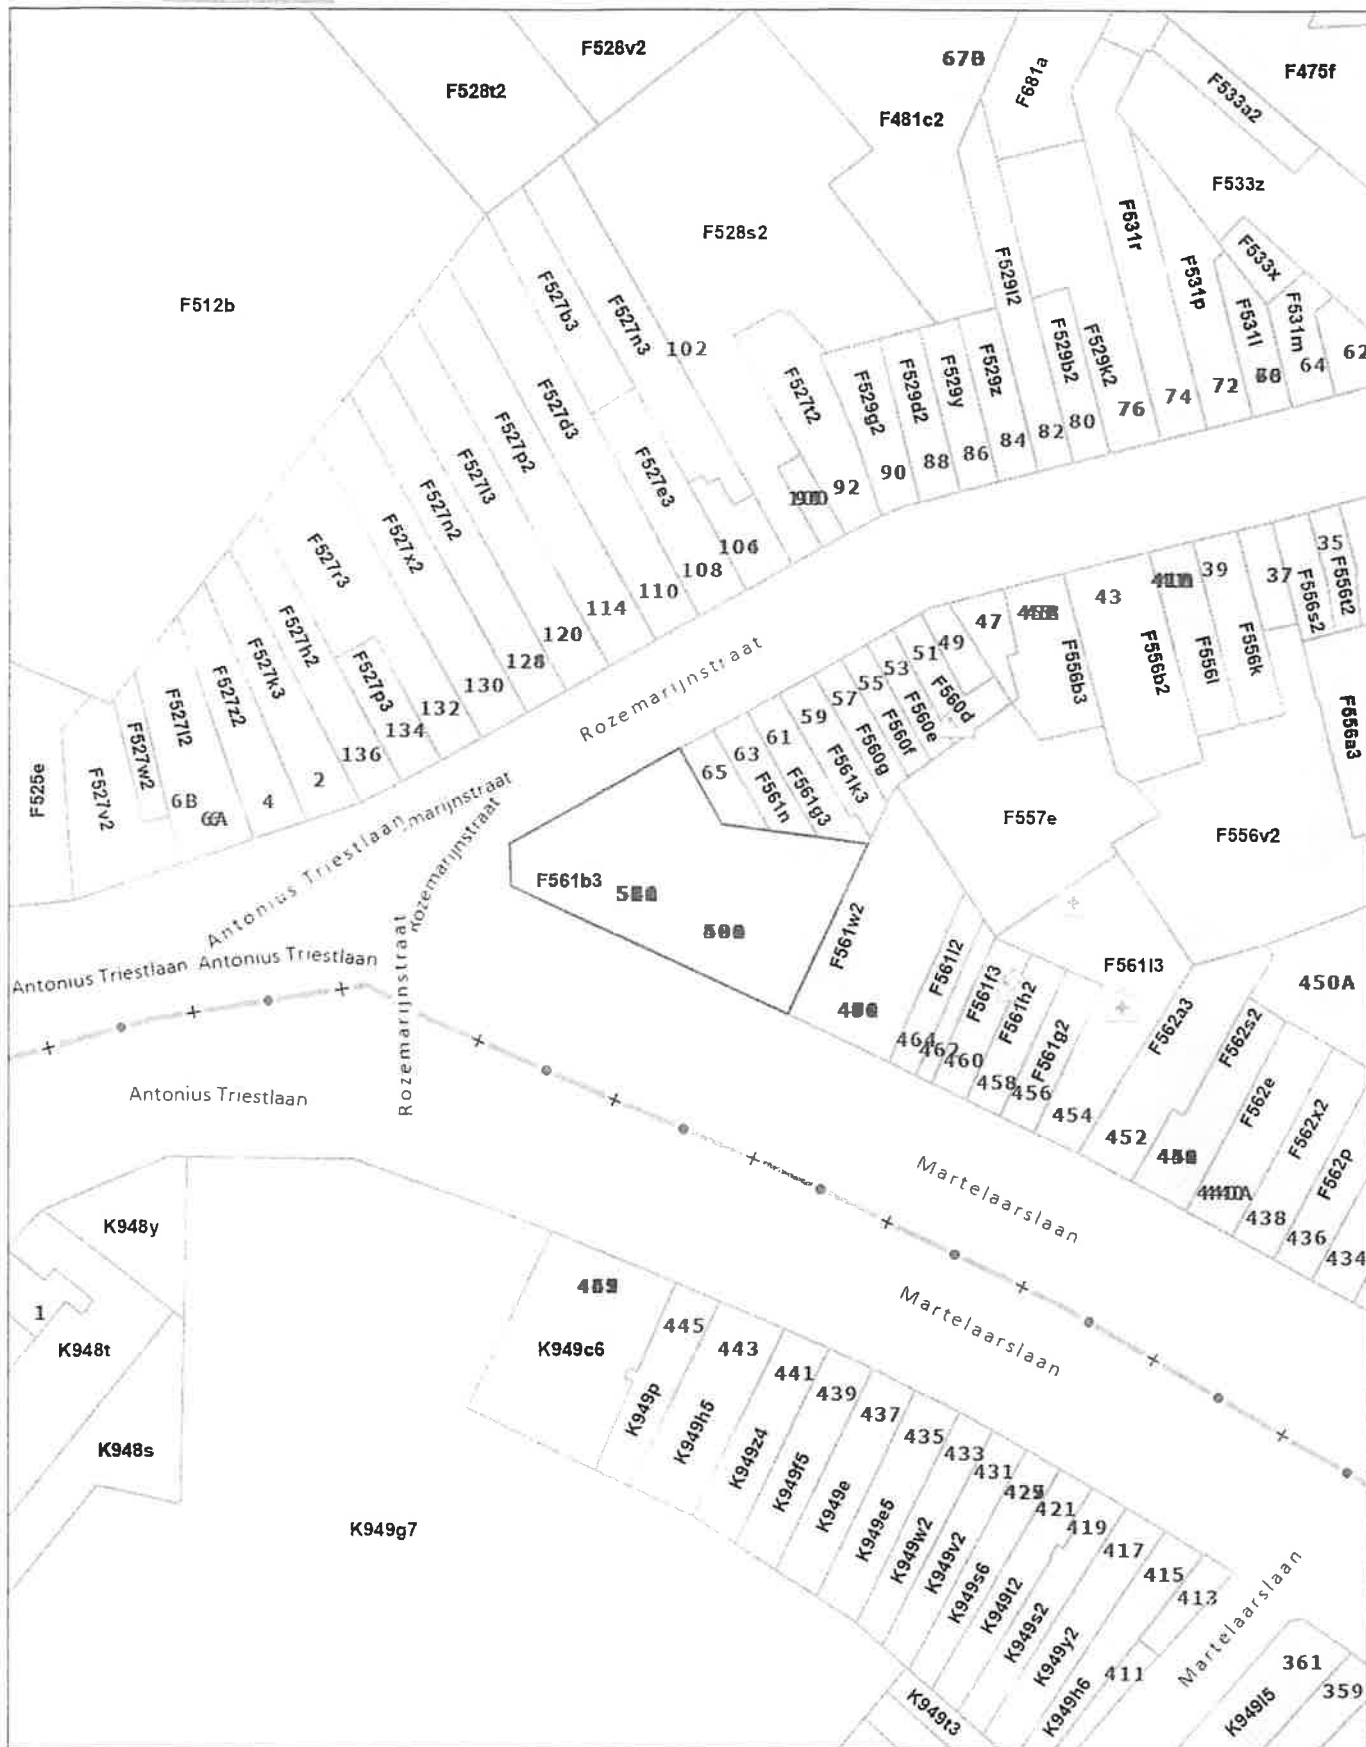 F528v2
67B
F475f
F528t2
F681a
F533a2
F481c2
F533z
F528s2
F531r
F533x
F512b
F527b3
F527n3
F529l2
F531p
F531l
F531m
102
62
64
F529b2
F529k2
F527t2
F529g2
F529d2
F529y
F529z
72
74
76
F527d3
F527p2
80
82
84
86
88
90
92
F527e3
F527l3
F527n2
F527x2
F527r3
106
108
110
114
120
128
130
132
134
136
F527h2
F527k3
F527p3
F527z2
F527l2
F527w2
F527v2
F525e
6B
4
2
35
37
39
43
47
49
51
53
55
57
59
61
63
65
F556t2
F556s2
F556k
F556l
F556b2
F556b3
F556a3
Rozemarijnstraat
F560d
F560e
F560f
F560g
F561k3
F561g3
F561n
F557e
F556v2
marijnstraat
Rozemarijnstraat
Antonius Triestlaan
F561b3
F561w2
F561l2
F561f3
F561h2
F561g2
F561l3
450A
F562a3
F562s2
F562e
F562x2
F562p
Antonius Triestlaan
Antonius Triestlaan
Rozemarijnstraat
464
462
460
458
456
454
452
438
436
434
Antonius Triestlaan
Martelaarslaan
Martelaarslaan
K948y
1
K948t
K948s
K949g7
K949c6
445
443
441
439
437
435
433
431
421
419
417
415
413
411
K949p
K949h5
K949z4
K949f5
K949e
K949e5
K949w2
K949v2
K949s6
K949t2
K949s2
K949y2
K949h6
K949t3
Martelaarslaan
361
359
K949l5